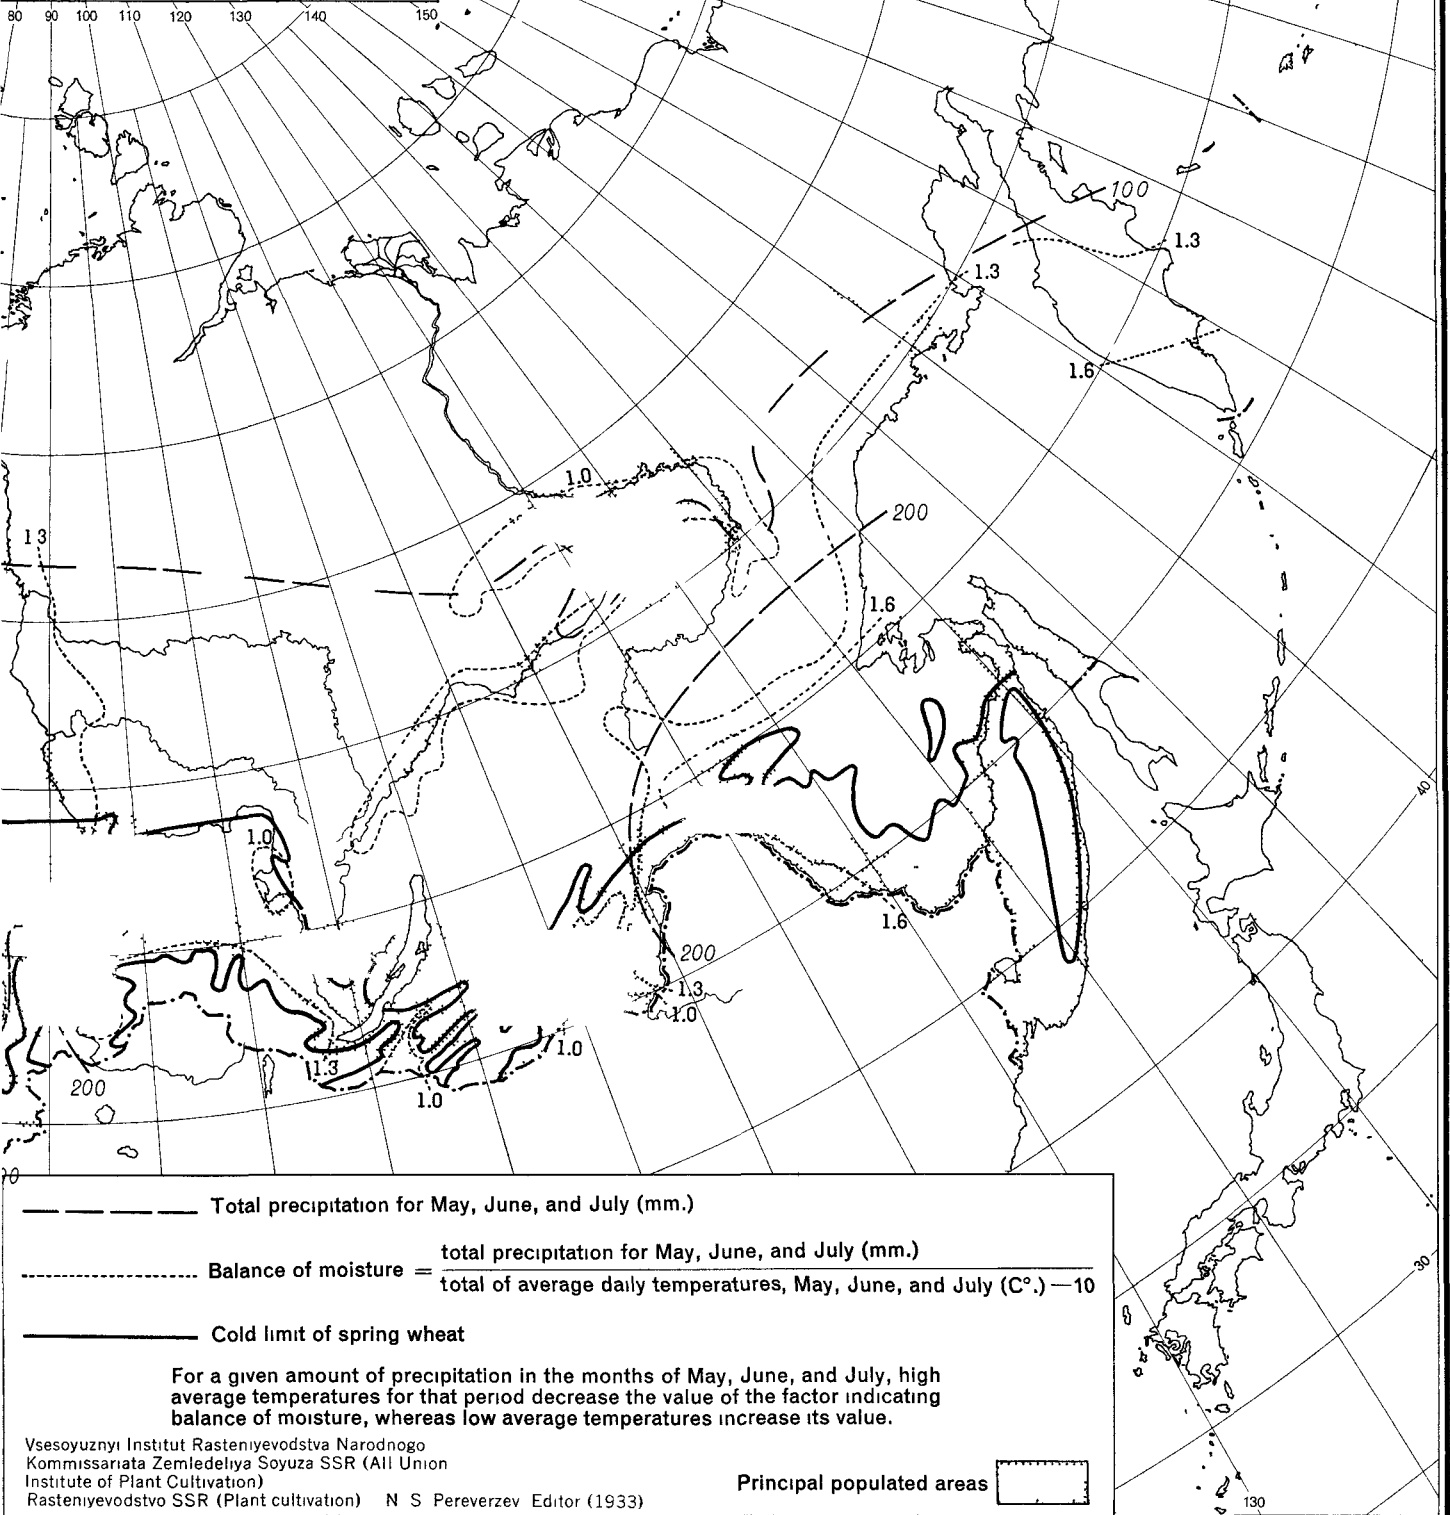 80 90 100 110 120 130 140 150
100
1.3
1.3
1.6
1.0
200
13
1.6
1.0
1.6
200
1.3
1.0
1.0
1.3
200
1.0
40
30
130
Total precipitation for May, June, and July (mm.)
Balance of moisture = total precipitation for May, June, and July (mm.)
total of average daily temperatures, May, June, and July (C°.) —10
Cold limit of spring wheat
For a given amount of precipitation in the months of May, June, and July, high
average temperatures for that period decrease the value of the factor indicating
balance of moisture, whereas low average temperatures increase its value.
Vsesoyuznyi Institut Rasteniyevodstva Narodnogo
Kommissariata Zemledeliya Soyuza SSR (All Union
Institute of Plant Cultivation)
Rasteniyevodstvo SSR (Plant cultivation) N S Pereverzev Editor (1933)
Principal populated areas